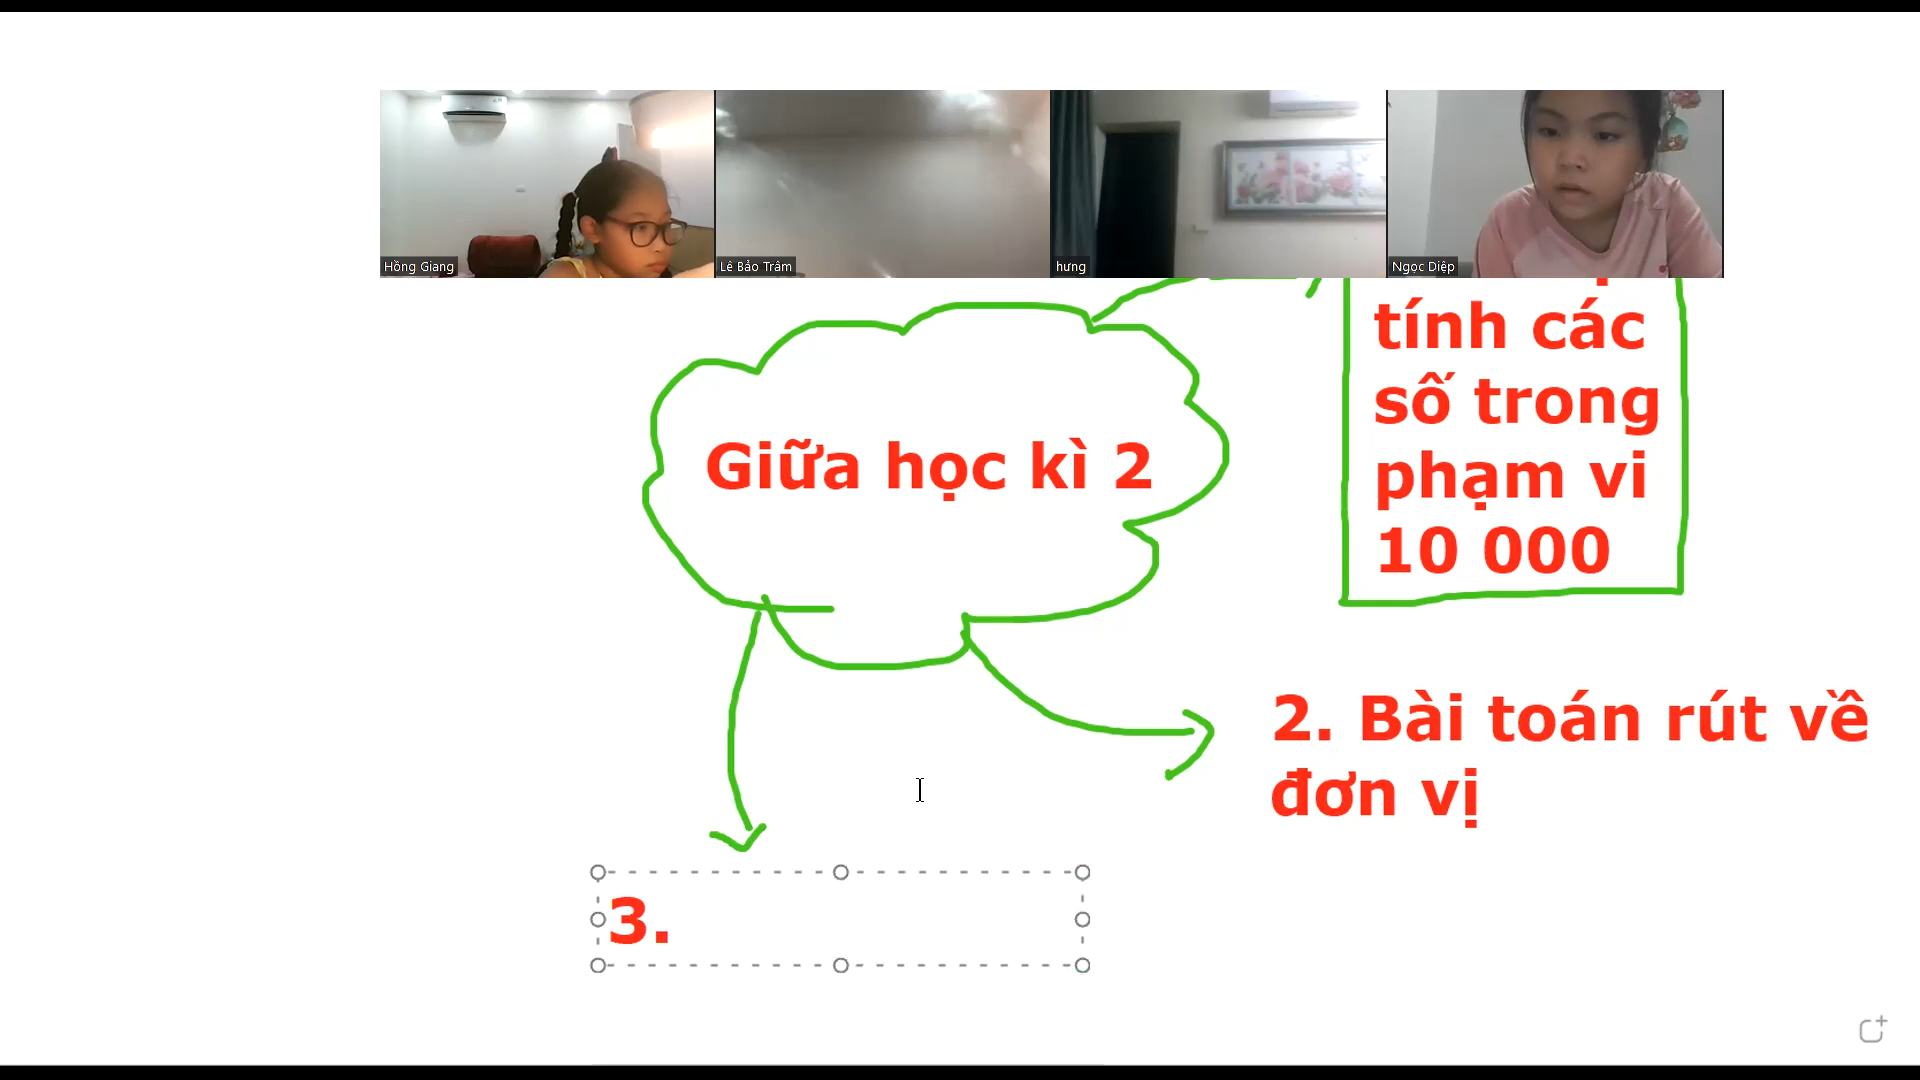 Hồng Giang
Lê Bảo Trâm
hưng
Ngọc Diệp
tính các
số trong
phạm vi
10 000
Giữa học kì 2
2. Bài toán rút về
đơn vị
3.